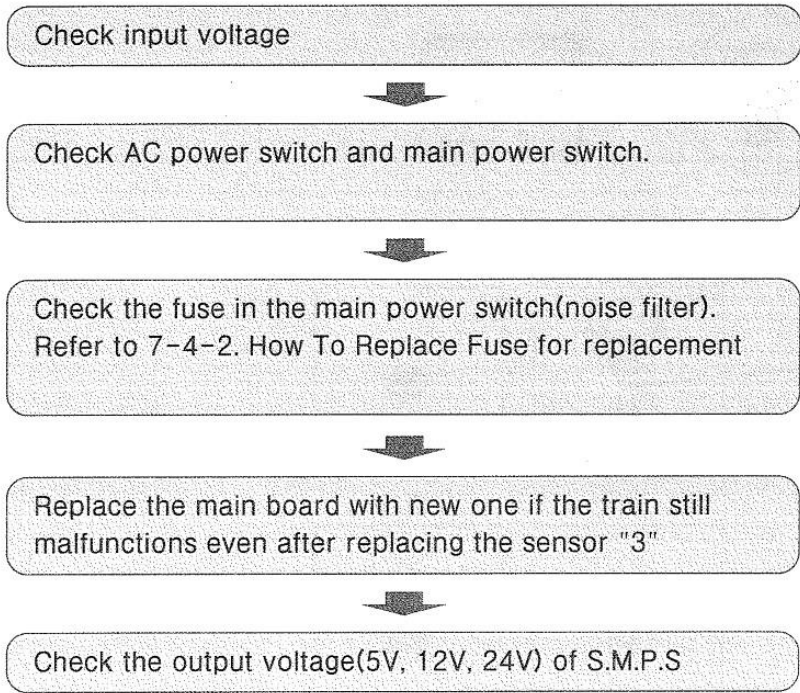 Check input voltage
Check AC power switch and main power switch.
Check the fuse in the main power switch(noise filter).
Refer to 7-4-2. How To Replace Fuse for replacement
Replace the main board with new one if the train still
malfunctions even after replacing the sensor "3"
Check the output voltage(5V, 12V, 24V) of S.M.P.S